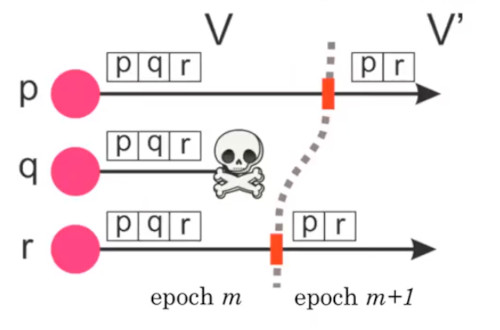 V V’
p q r p r
p
p q r
q
p q r p r
r
epoch m epoch m+1